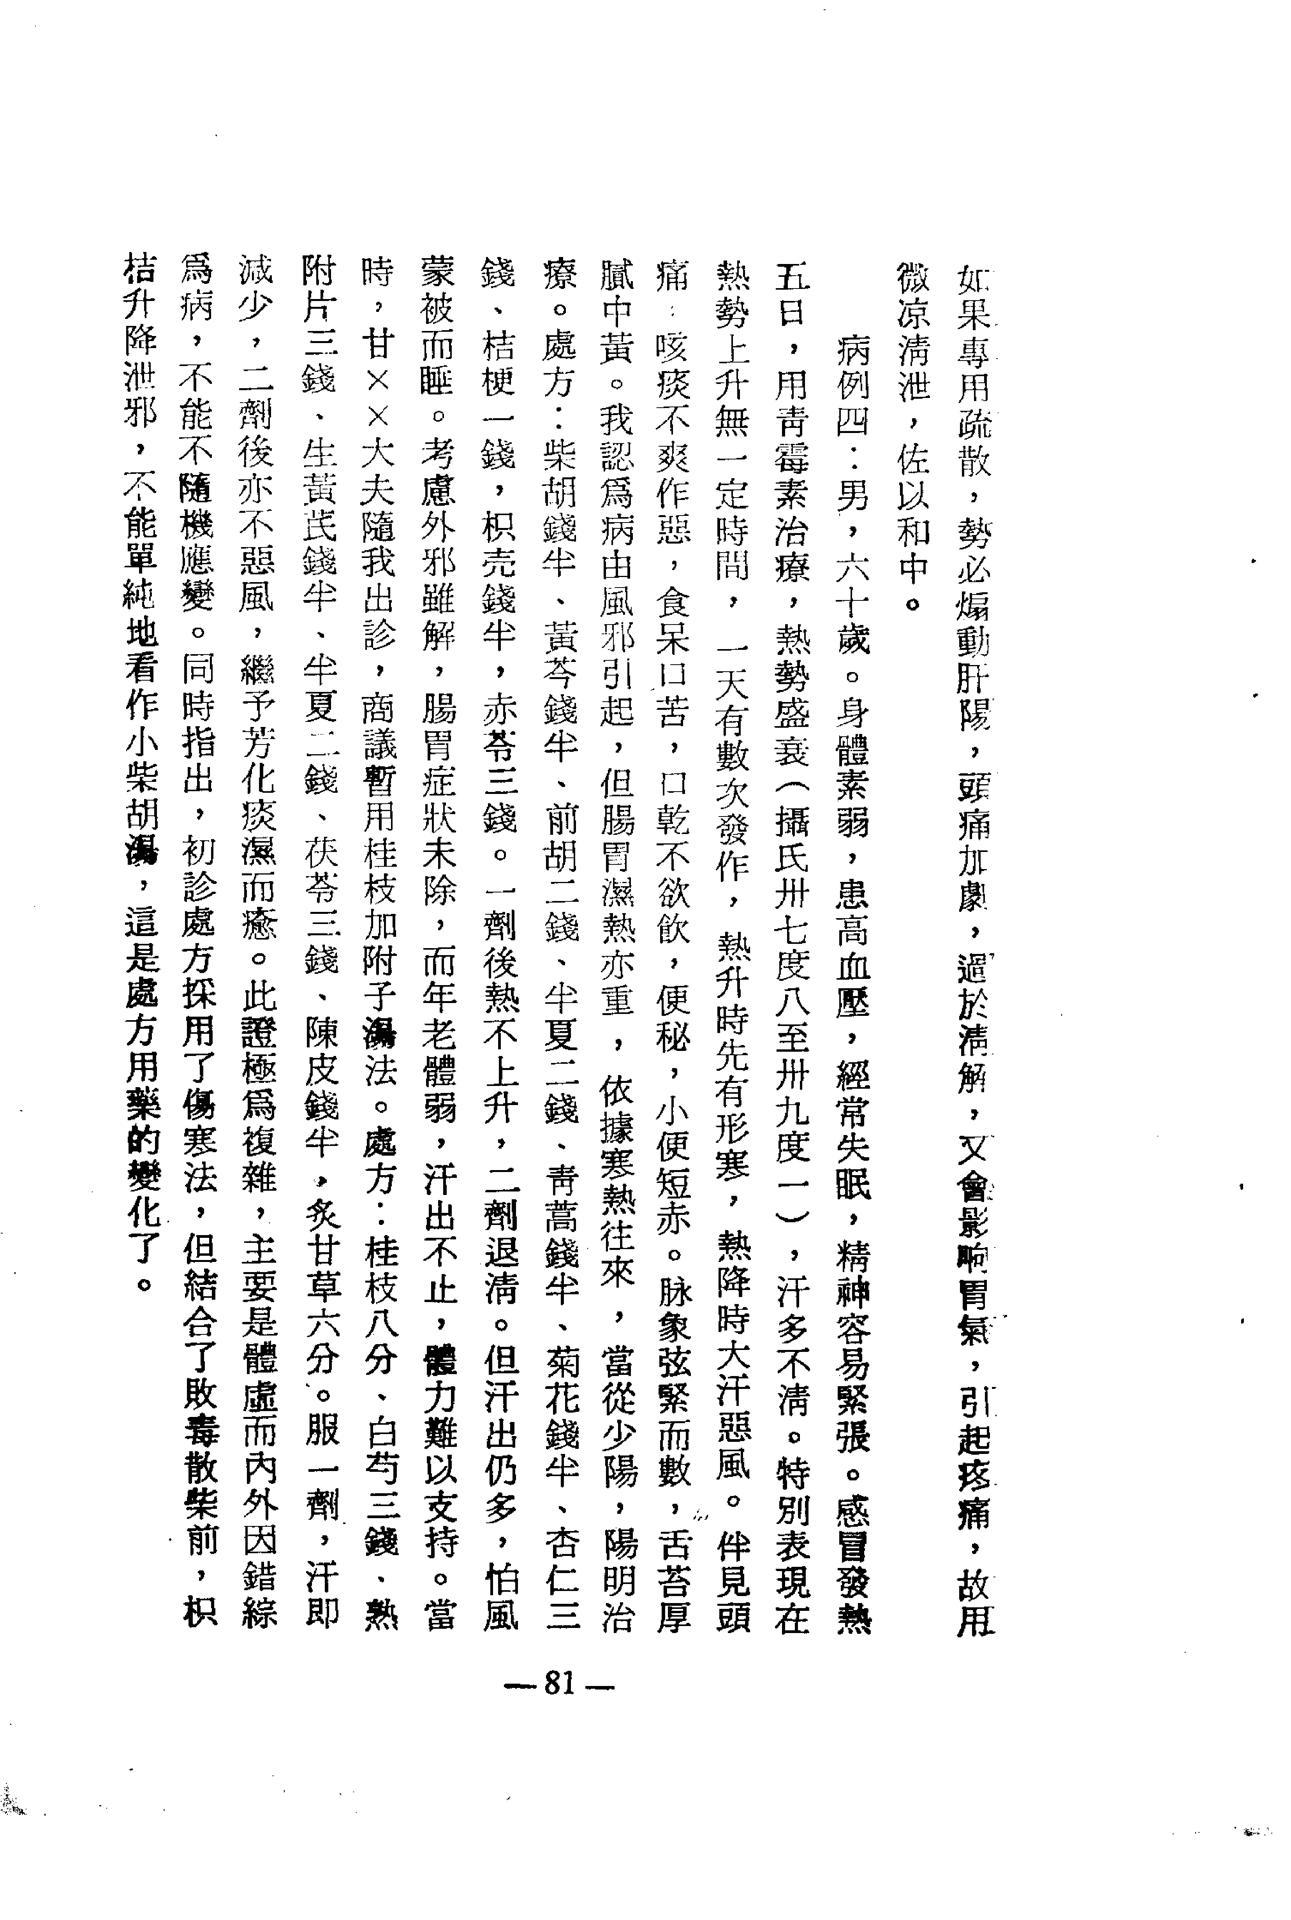 如果專用疏散，勢必煽動肝陽，頭痛加劇，過於淸解，又會影响胃氣，引起疼痛，故用
微凉淸泄，佐以和中。
病例四：男，六十歲。身體素弱，患高血壓，經常失眠，精神容易緊張。感冒發熱
五日，用靑霉素治療，熱勢盛衰（攝氏卅七度八至卅九度一），汗多不淸。特別表現在
熱勢上升無一定時間，一天有數次發作，熱升時先有形寒，熱降時大汗惡風。伴見頭
痛，咳痰不爽作惡，食呆口苦，口乾不欲飮，便秘，小便短赤。脉象弦緊而數，舌苔厚
膩中黃。我認爲病由風邪引起，但腸胃濕熱亦重，依據寒熱往來，當從少陽，陽明治
療。處方：柴胡錢半、黃芩錢半、前胡二錢、半夏二錢、靑蒿錢半、菊花錢半、杏仁三
錢、桔梗一錢，枳壳錢半，赤苓三錢。一劑後熱不上升，二劑退淸。但汗出仍多，怕風
蒙被而睡。考慮外邪雖解，腸胃症狀未除，而年老體弱，汗出不止，體力難以支持。當
時，甘××大夫隨我出診，商議暫用桂枝加附子湯法。處方：桂枝八分、白芍三錢、熟
附片三錢、生黃芪錢半、半夏二錢、茯苓三錢、陳皮錢半，炙甘草六分。服一劑，汗即
減少，二劑後亦不惡風，繼予芳化痰濕而癒。此證極爲複雜，主要是體虛而內外因錯綜
爲病，不能不隨機應變。同時指出，初診處方採用了傷寒法，但結合了敗毒散柴前，枳
桔升降泄邪，不能單純地看作小柴胡湯，這是處方用藥的變化了。
— 81 —